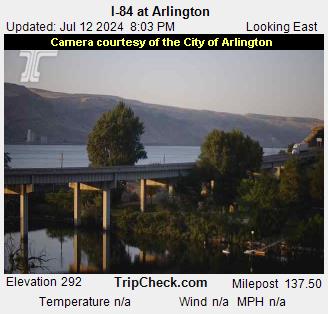 I-84 at Arlington
Updated: Jul 12 2024 8:03 PM Looking East
Camera courtesy of the City of Arlington
Elevation 292 TripCheck.com Milepost 137.50
Temperature n/a Wind n/a MPH n/a